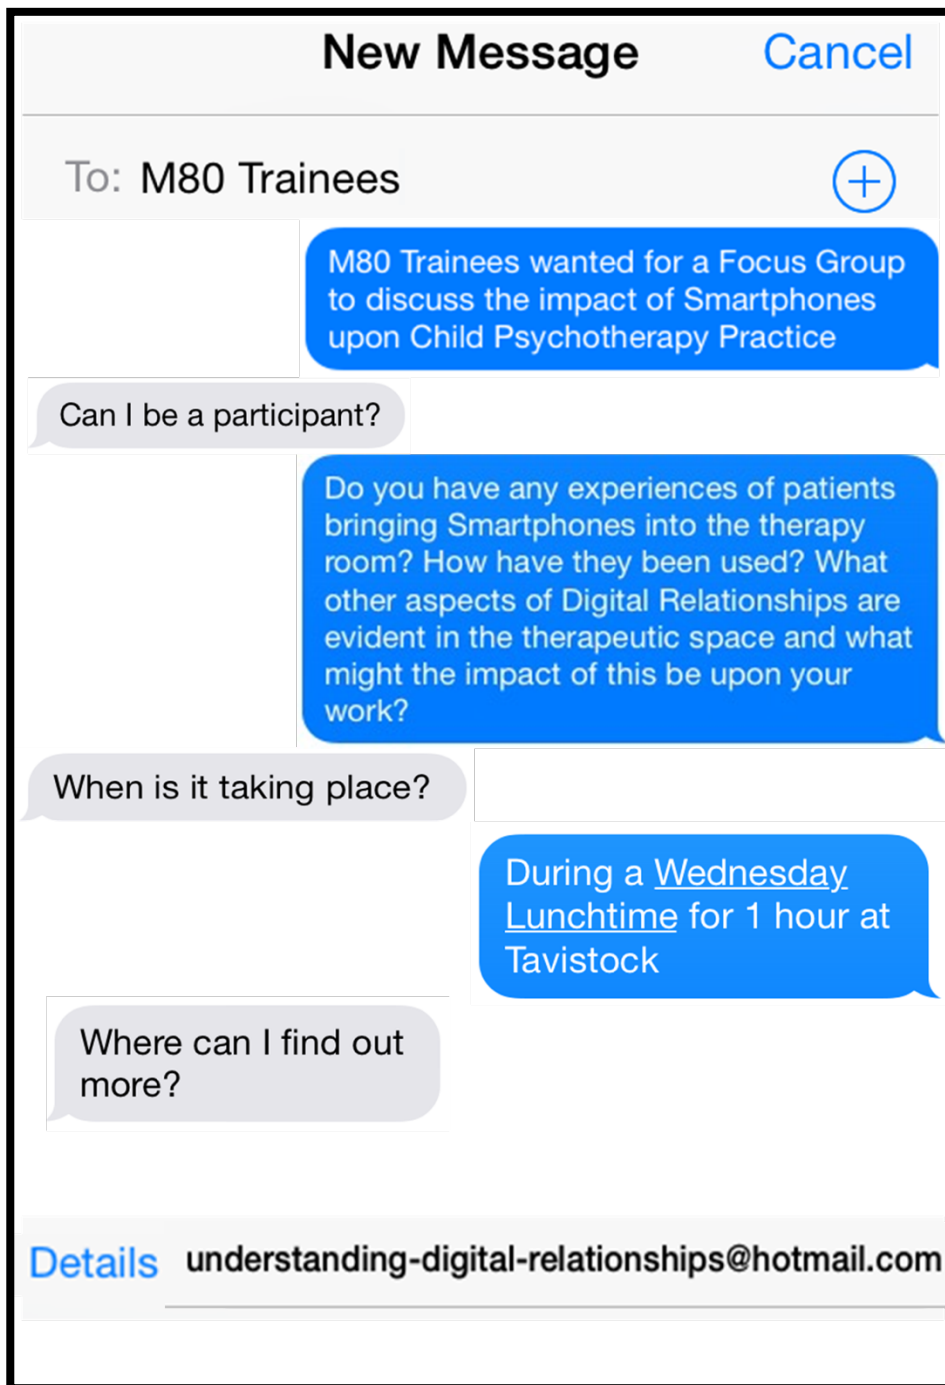 New Message Cancel
To: M80 Trainees
M80 Trainees wanted for a Focus Group
to discuss the impact of Smartphones
upon Child Psychotherapy Practice
Can I be a participant?
Do you have any experiences of patients
bringing Smartphones into the therapy
room? How have they been used? What
other aspects of Digital Relationships are
evident in the therapeutic space and what
might the impact of this be upon your
work?
When is it taking place?
During a Wednesday
Lunchtime for 1 hour at
Tavistock
Where can I find out
more?
Details understanding-digital-relationships@hotmail.com